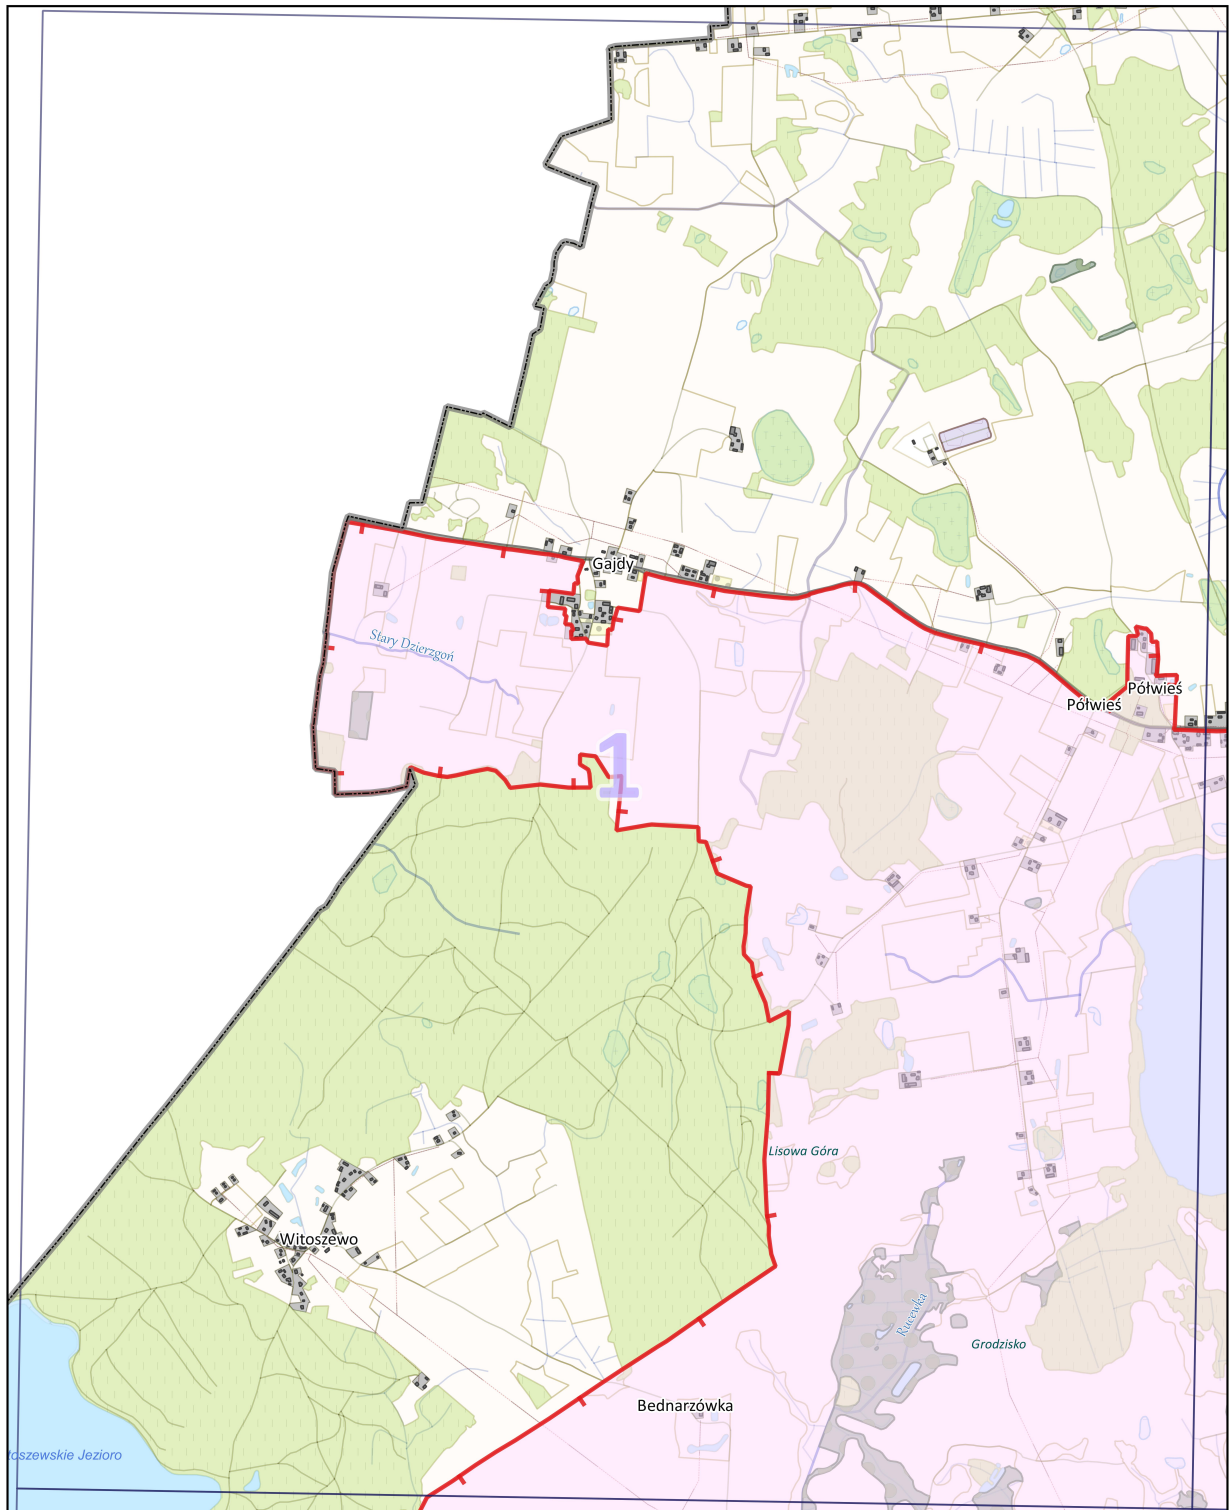 Gajdy
Stary Dzierzgoń
Półwieś
Półwieś
1
Lisowa Góra
Witoszewo
Rucewka
Grodzisko
Bednarzówka
toszewskie Jezioro